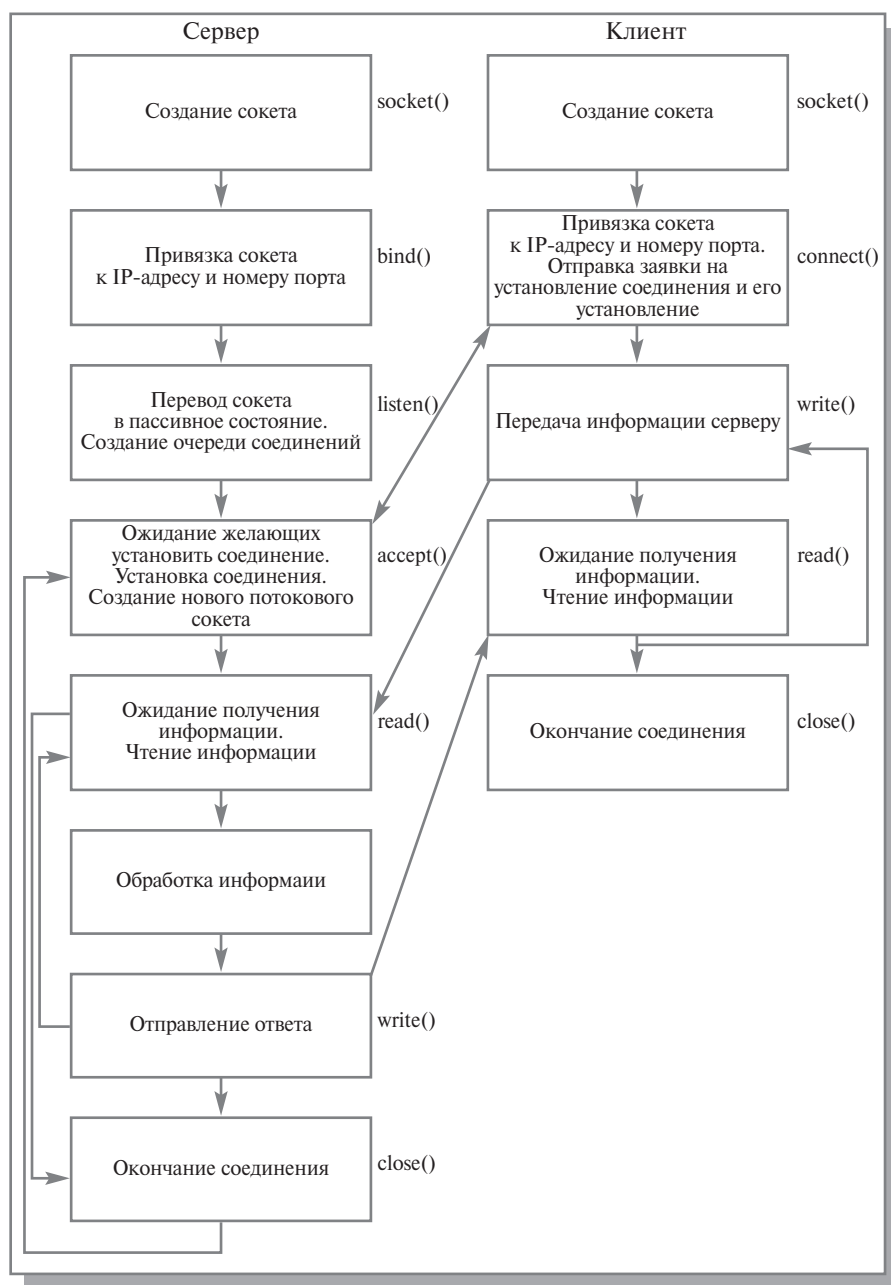 Сервер
Создание сокета
socket()
Привязка сокета
к IP-адресу и номеру порта
bind()
Перевод сокета
в пассивное состояние.
Создание очереди соединений
listen()
Ожидание желающих
установить соединение.
Установка соединения.
Создание нового потокового
сокета
accept()
Ожидание получения
информации.
Чтение информации
read()
Обработка информаии
Отправление ответа
write()
Окончание соединения
close()
Клиент
Создание сокета
socket()
Привязка сокета
к IP-адресу и номеру порта.
Отправка заявки на
установление соединения и его
установление
connect()
Передача информации серверу
write()
Ожидание получения
информации.
Чтение информации
read()
Окончание соединения
close()